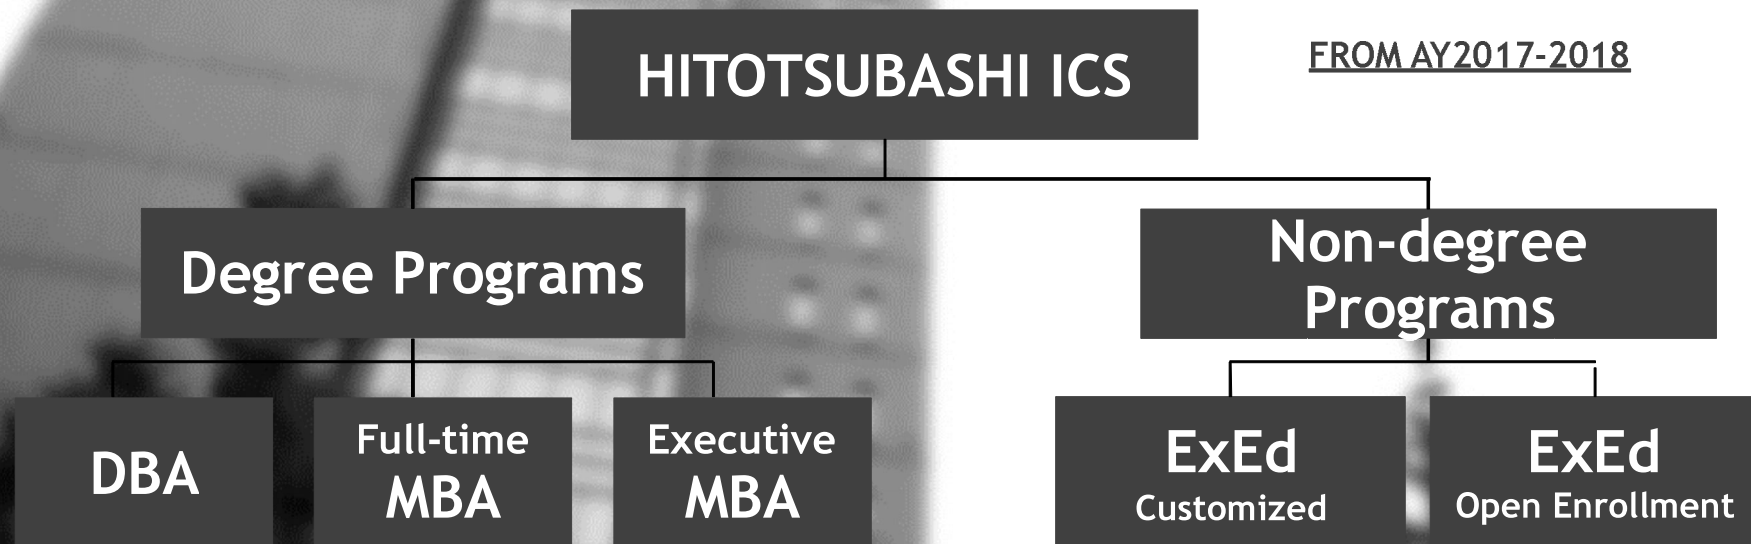 HITOTSUBASHI ICS
FROM AY2017-2018
Degree Programs
Non-degree
Programs
DBA
Full-time
MBA
Executive
MBA
ExEd
Customized
ExEd
Open Enrollment